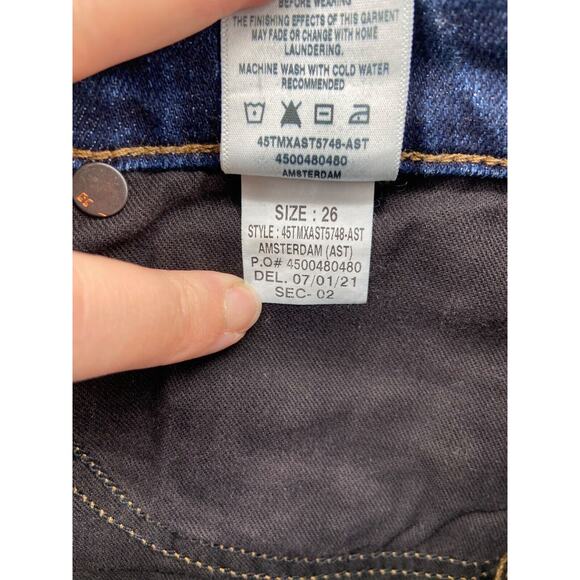 BEFORE WEARING
THE FINISHING EFFECTS OF THIS GARMENT
MAY FADE OR CHANGE WITH HOME
LAUNDERING.
MACHINE WASH WITH COLD WATER
RECOMMENDED
45TMXAST5748-AST
4500480480
AMSTERDAM
SIZE : 26
STYLE : 45TMXAST5748-AST
AMSTERDAM (AST)
P.O# 4500480480
DEL. 07/01/21
SEC- 02